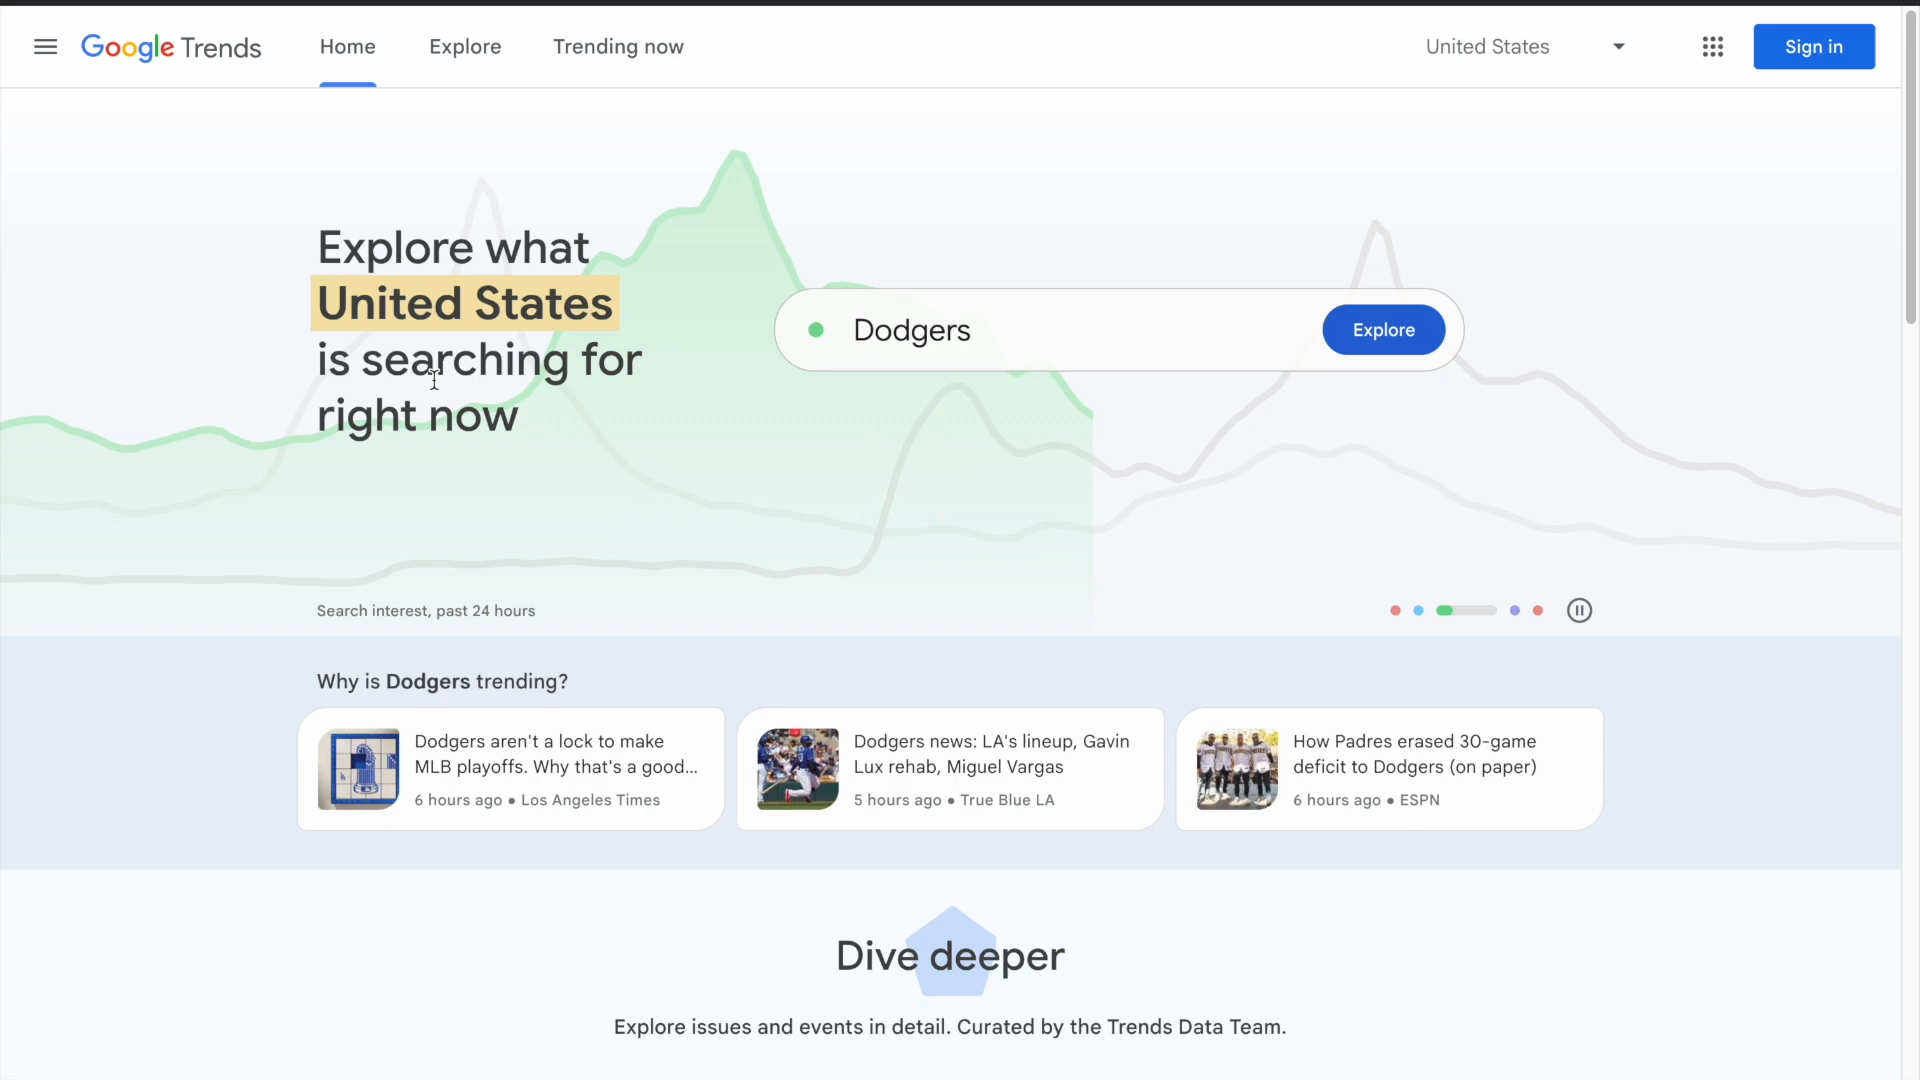 Google Trends
Home
Explore
Trending now
United States
Sign in
Explore what
United States
is searching for
right now
Dodgers
Explore
Search interest, past 24 hours
Why is Dodgers trending?
Dodgers aren't a lock to make
MLB playoffs. Why that's a good...
6 hours ago • Los Angeles Times
Dodgers news: LA's lineup, Gavin
Lux rehab, Miguel Vargas
5 hours ago • True Blue LA
How Padres erased 30-game
deficit to Dodgers (on paper)
6 hours ago • ESPN
Dive deeper
Explore issues and events in detail. Curated by the Trends Data Team.